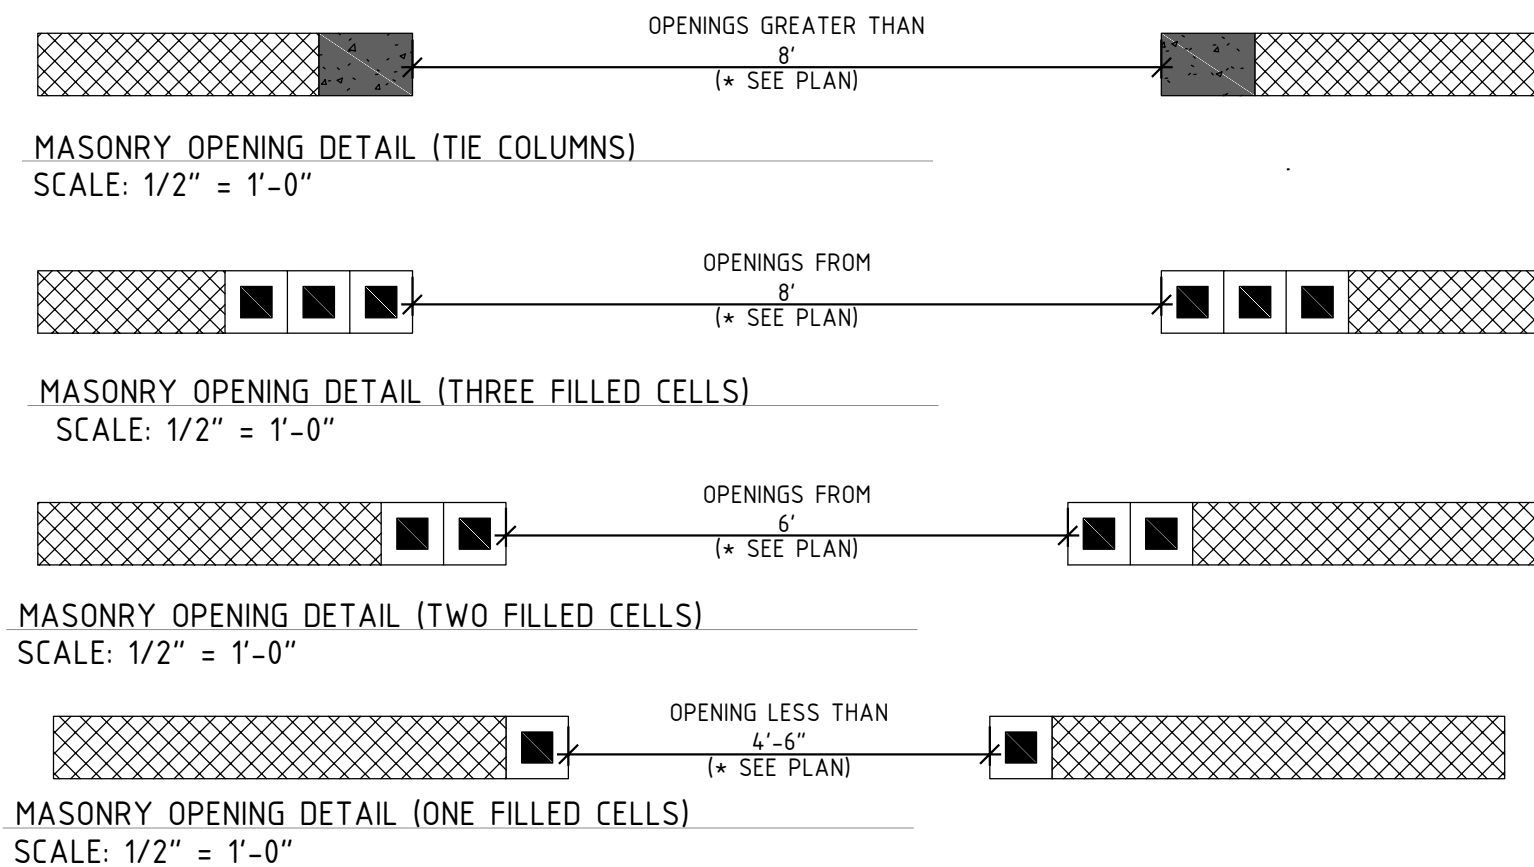 OPENINGS GREATER THAN
8'
(* SEE PLAN)
MASONRY OPENING DETAIL (TIE COLUMNS)
SCALE: 1/2" = 1'-0"
OPENINGS FROM
8'
(* SEE PLAN)
MASONRY OPENING DETAIL (THREE FILLED CELLS)
SCALE: 1/2" = 1'-0"
OPENINGS FROM
6'
(* SEE PLAN)
MASONRY OPENING DETAIL (TWO FILLED CELLS)
SCALE: 1/2" = 1'-0"
OPENING LESS THAN
4'-6"
(* SEE PLAN)
MASONRY OPENING DETAIL (ONE FILLED CELLS)
SCALE: 1/2" = 1'-0"